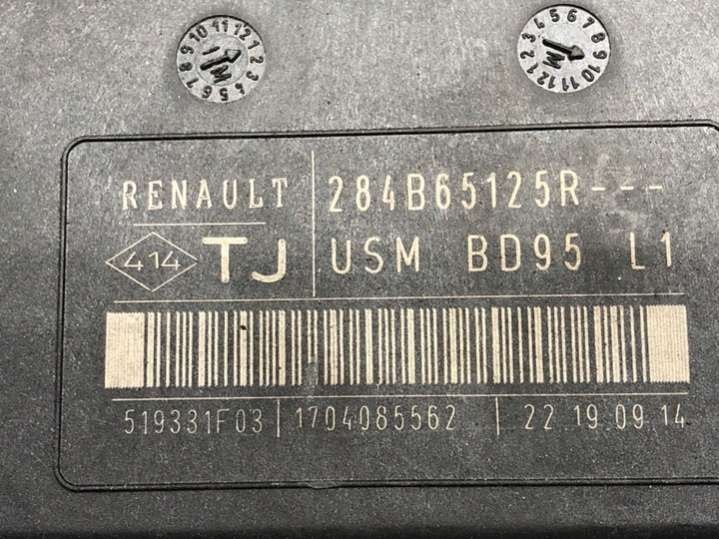 RENAULT 284B65125R---
414 TJ USM BD95 L1
519331F03 1704085562 22 19.09.14